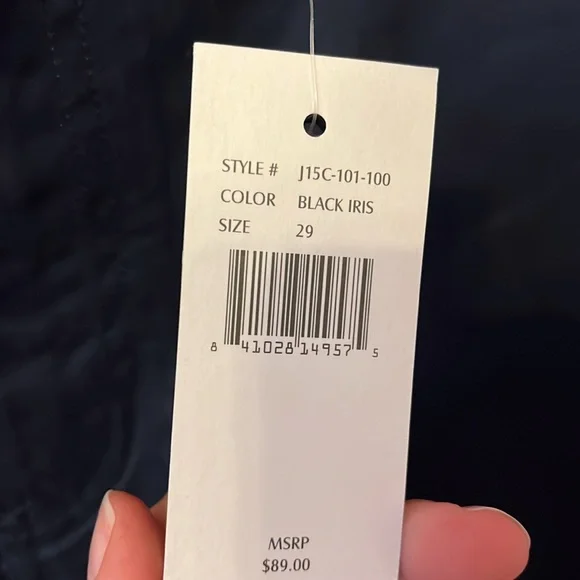 STYLE # J15C-101-100
COLOR BLACK IRIS
SIZE 29
8 41028 14957 5
MSRP
$89.00